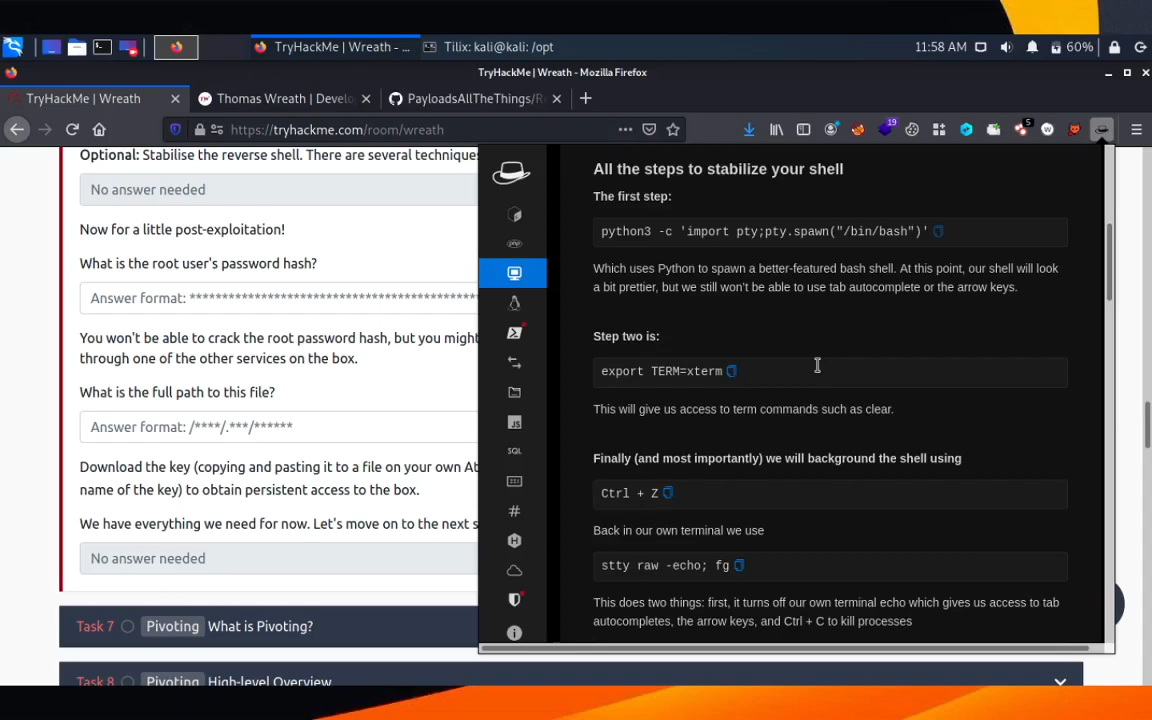 TryHackMe | Wreath - ...
Tilix: kali@kali: /opt
11:58 AM
60%
TryHackMe | Wreath - Mozilla Firefox
TryHackMe | Wreath
Thomas Wreath | Develo
PayloadsAllTheThings/R
https://tryhackme.com/room/wreath
19
5
W
Optional: Stabilise the reverse shell. There are several technique
No answer needed
Now for a little post-exploitation!
What is the root user's password hash?
Answer format: ************************************************
You won't be able to crack the root password hash, but you might
through one of the other services on the box.
What is the full path to this file?
Answer format: /****/.***/******
Download the key (copying and pasting it to a file on your own At
name of the key) to obtain persistent access to the box.
We have everything we need for now. Let's move on to the next s
No answer needed
Task 7 Pivoting What is Pivoting?
Task 8 Pivoting High-level Overview
php
JS
SQL
#
H
All the steps to stabilize your shell
The first step:
python3 -c 'import pty;pty.spawn("/bin/bash")'
Which uses Python to spawn a better-featured bash shell. At this point, our shell will look
a bit prettier, but we still won't be able to use tab autocomplete or the arrow keys.
Step two is:
export TERM=xterm
This will give us access to term commands such as clear.
Finally (and most importantly) we will background the shell using
Ctrl + Z
Back in our own terminal we use
stty raw -echo; fg
This does two things: first, it turns off our own terminal echo which gives us access to tab
autocompletes, the arrow keys, and Ctrl + C to kill processes